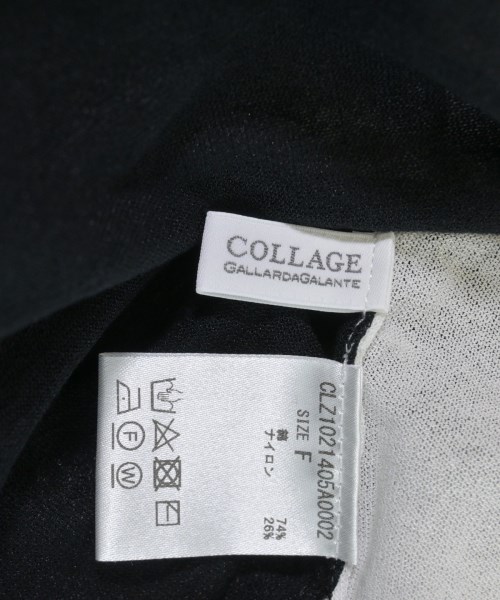 COLLAGE
GALLARDAGALANTE
CLZ1021405A0002
SIZE F
綿 74%
ナイロン 26%
F
W